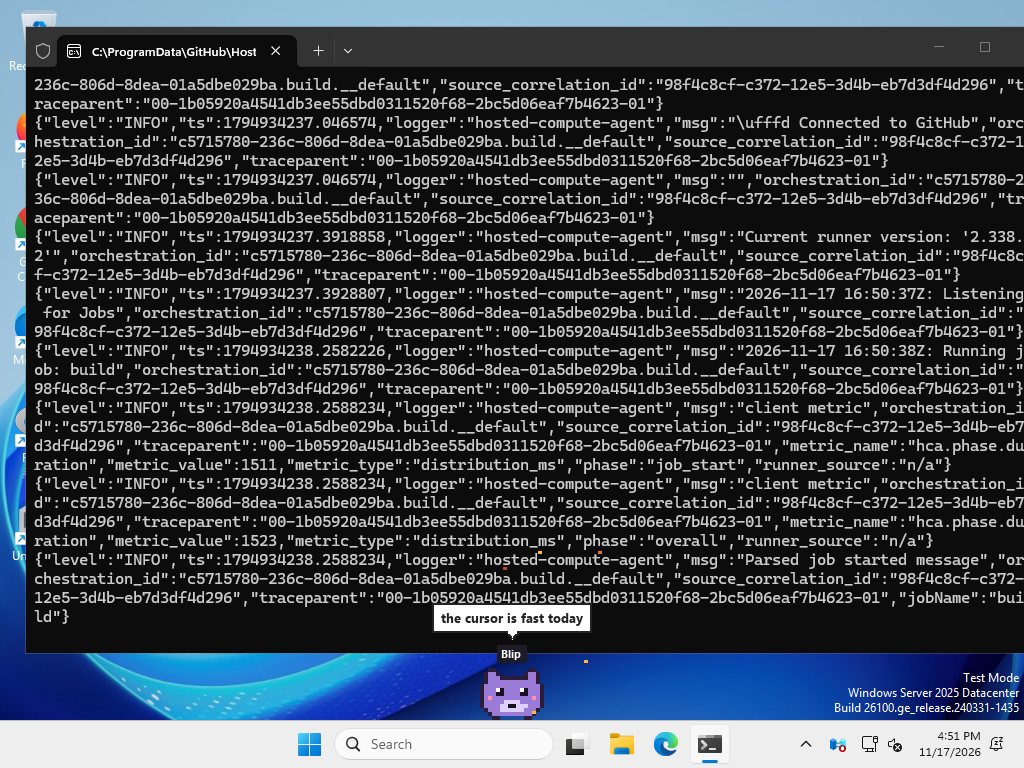 C:\ProgramData\GitHub\Host
236c-806d-8dea-01a5dbe029ba.build.__default","source_correlation_id":"98f4c8cf-c372-12e5-3d4b-eb7d3df4d296","t
raceparent":"00-1b05920a4541db3ee55dbd0311520f68-2bc5d06eaf7b4623-01"}
{"level":"INFO","ts":1794934237.046574,"logger":"hosted-compute-agent","msg":"\ufffd Connected to GitHub","orc
hestration_id":"c5715780-236c-806d-8dea-01a5dbe029ba.build.__default","source_correlation_id":"98f4c8cf-c372-1
2e5-3d4b-eb7d3df4d296","traceparent":"00-1b05920a4541db3ee55dbd0311520f68-2bc5d06eaf7b4623-01"}
{"level":"INFO","ts":1794934237.046574,"logger":"hosted-compute-agent","msg":"","orchestration_id":"c5715780-2
36c-806d-8dea-01a5dbe029ba.build.__default","source_correlation_id":"98f4c8cf-c372-12e5-3d4b-eb7d3df4d296","tr
aceparent":"00-1b05920a4541db3ee55dbd0311520f68-2bc5d06eaf7b4623-01"}
{"level":"INFO","ts":1794934237.3918858,"logger":"hosted-compute-agent","msg":"Current runner version: '2.338.
2'","orchestration_id":"c5715780-236c-806d-8dea-01a5dbe029ba.build.__default","source_correlation_id":"98f4c8c
f-c372-12e5-3d4b-eb7d3df4d296","traceparent":"00-1b05920a4541db3ee55dbd0311520f68-2bc5d06eaf7b4623-01"}
{"level":"INFO","ts":1794934237.3928807,"logger":"hosted-compute-agent","msg":"2026-11-17 16:50:37Z: Listening
for Jobs","orchestration_id":"c5715780-236c-806d-8dea-01a5dbe029ba.build.__default","source_correlation_id":"
98f4c8cf-c372-12e5-3d4b-eb7d3df4d296","traceparent":"00-1b05920a4541db3ee55dbd0311520f68-2bc5d06eaf7b4623-01"}
{"level":"INFO","ts":1794934238.2582226,"logger":"hosted-compute-agent","msg":"2026-11-17 16:50:38Z: Running j
ob: build","orchestration_id":"c5715780-236c-806d-8dea-01a5dbe029ba.build.__default","source_correlation_id":"
98f4c8cf-c372-12e5-3d4b-eb7d3df4d296","traceparent":"00-1b05920a4541db3ee55dbd0311520f68-2bc5d06eaf7b4623-01"}
{"level":"INFO","ts":1794934238.2588234,"logger":"hosted-compute-agent","msg":"client metric","orchestration_i
d":"c5715780-236c-806d-8dea-01a5dbe029ba.build.__default","source_correlation_id":"98f4c8cf-c372-12e5-3d4b-eb7
d3df4d296","traceparent":"00-1b05920a4541db3ee55dbd0311520f68-2bc5d06eaf7b4623-01","metric_name":"hca.phase.du
ration","metric_value":1511,"metric_type":"distribution_ms","phase":"job_start","runner_source":"n/a"}
{"level":"INFO","ts":1794934238.2588234,"logger":"hosted-compute-agent","msg":"client metric","orchestration_i
d":"c5715780-236c-806d-8dea-01a5dbe029ba.build.__default","source_correlation_id":"98f4c8cf-c372-12e5-3d4b-eb7
d3df4d296","traceparent":"00-1b05920a4541db3ee55dbd0311520f68-2bc5d06eaf7b4623-01","metric_name":"hca.phase.du
ration","metric_value":1523,"metric_type":"distribution_ms","phase":"overall","runner_source":"n/a"}
{"level":"INFO","ts":1794934238.2588234,"logger":"hosted-compute-agent","msg":"Parsed job started message","or
chestration_id":"c5715780-236c-806d-8dea-01a5dbe029ba.build.__default","source_correlation_id":"98f4c8cf-c372-
12e5-3d4b-eb7d3df4d296","traceparent":"00-1b05920a4541db3ee55dbd0311520f68-2bc5d06eaf7b4623-01","jobName":"bui
ld"}
the cursor is fast today
Blip
Test Mode
Windows Server 2025 Datacenter
Build 26100.ge_release.240331-1435
Search
4:51 PM
11/17/2026